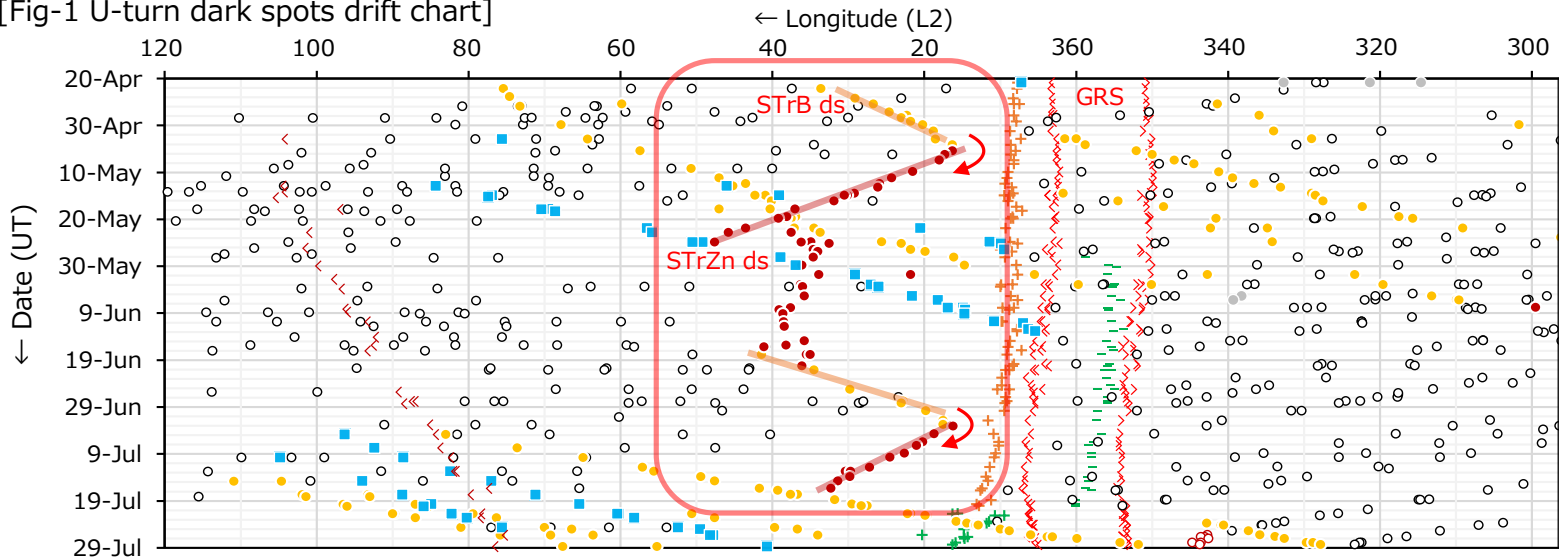 [Fig-1 U-turn dark spots drift chart]
← Longitude (L2)
120 100 80 60 40 20 360 340 320 300
← Date (UT)
20-Apr
30-Apr
10-May
20-May
30-May
9-Jun
19-Jun
29-Jun
9-Jul
19-Jul
29-Jul
STrB ds
GRS
STrZn ds